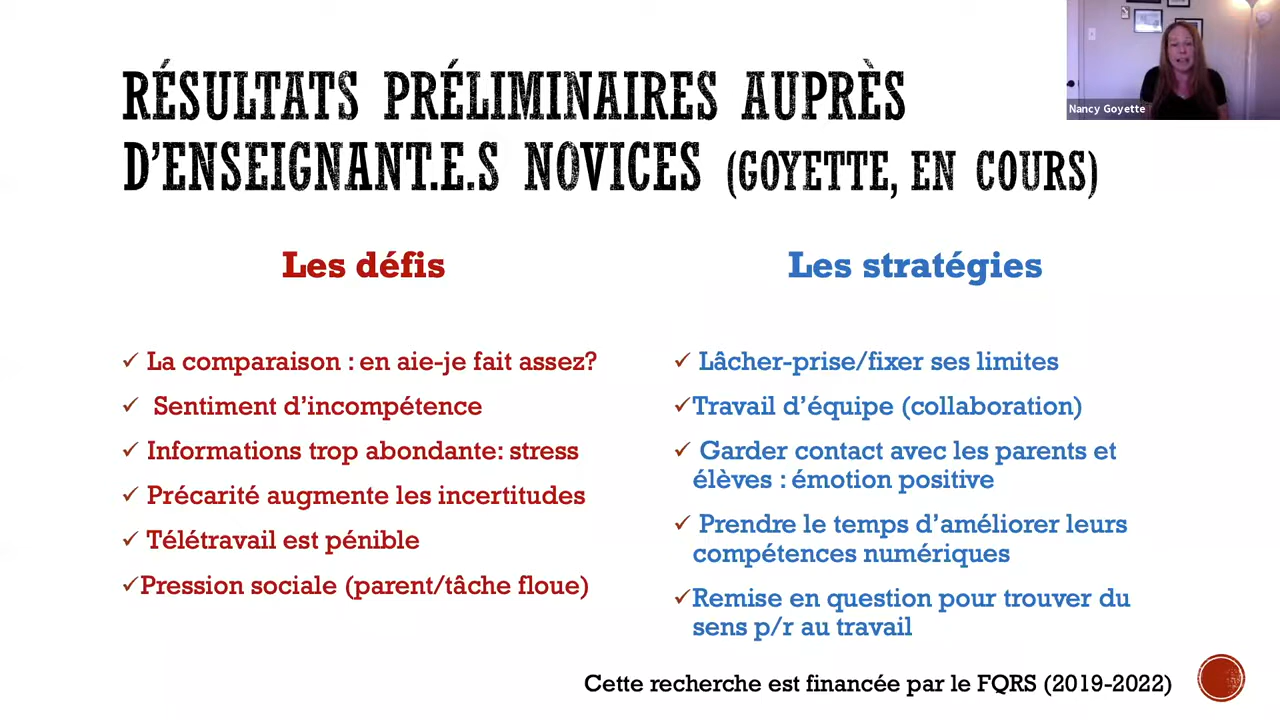 RÉSULTATS PRÉLIMINAIRES AUPRÈS
D'ENSEIGNANT.E.S NOVICES (GOYETTE, EN COURS)
Nancy Goyette
Les défis
La comparaison : en aie-je fait assez?
Sentiment d'incompétence
Informations trop abondante: stress
Précarité augmente les incertitudes
Télétravail est pénible
Pression sociale (parent/tâche floue)
Les stratégies
Lâcher-prise/fixer ses limites
Travail d'équipe (collaboration)
Garder contact avec les parents et
élèves : émotion positive
Prendre le temps d'améliorer leurs
compétences numériques
Remise en question pour trouver du
sens p/r au travail
Cette recherche est financée par le FQRS (2019-2022)